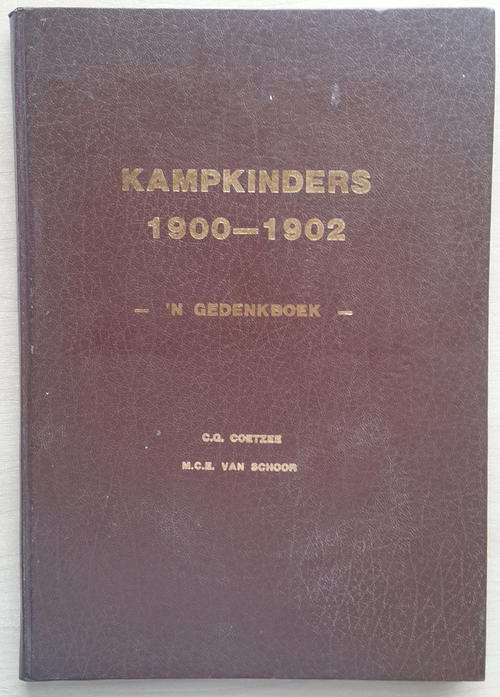 KAMPKINDERS
1900—1902
— 'N GEDENKBOEK —
C.G. COETZEE
M.C.E. VAN SCHOOR